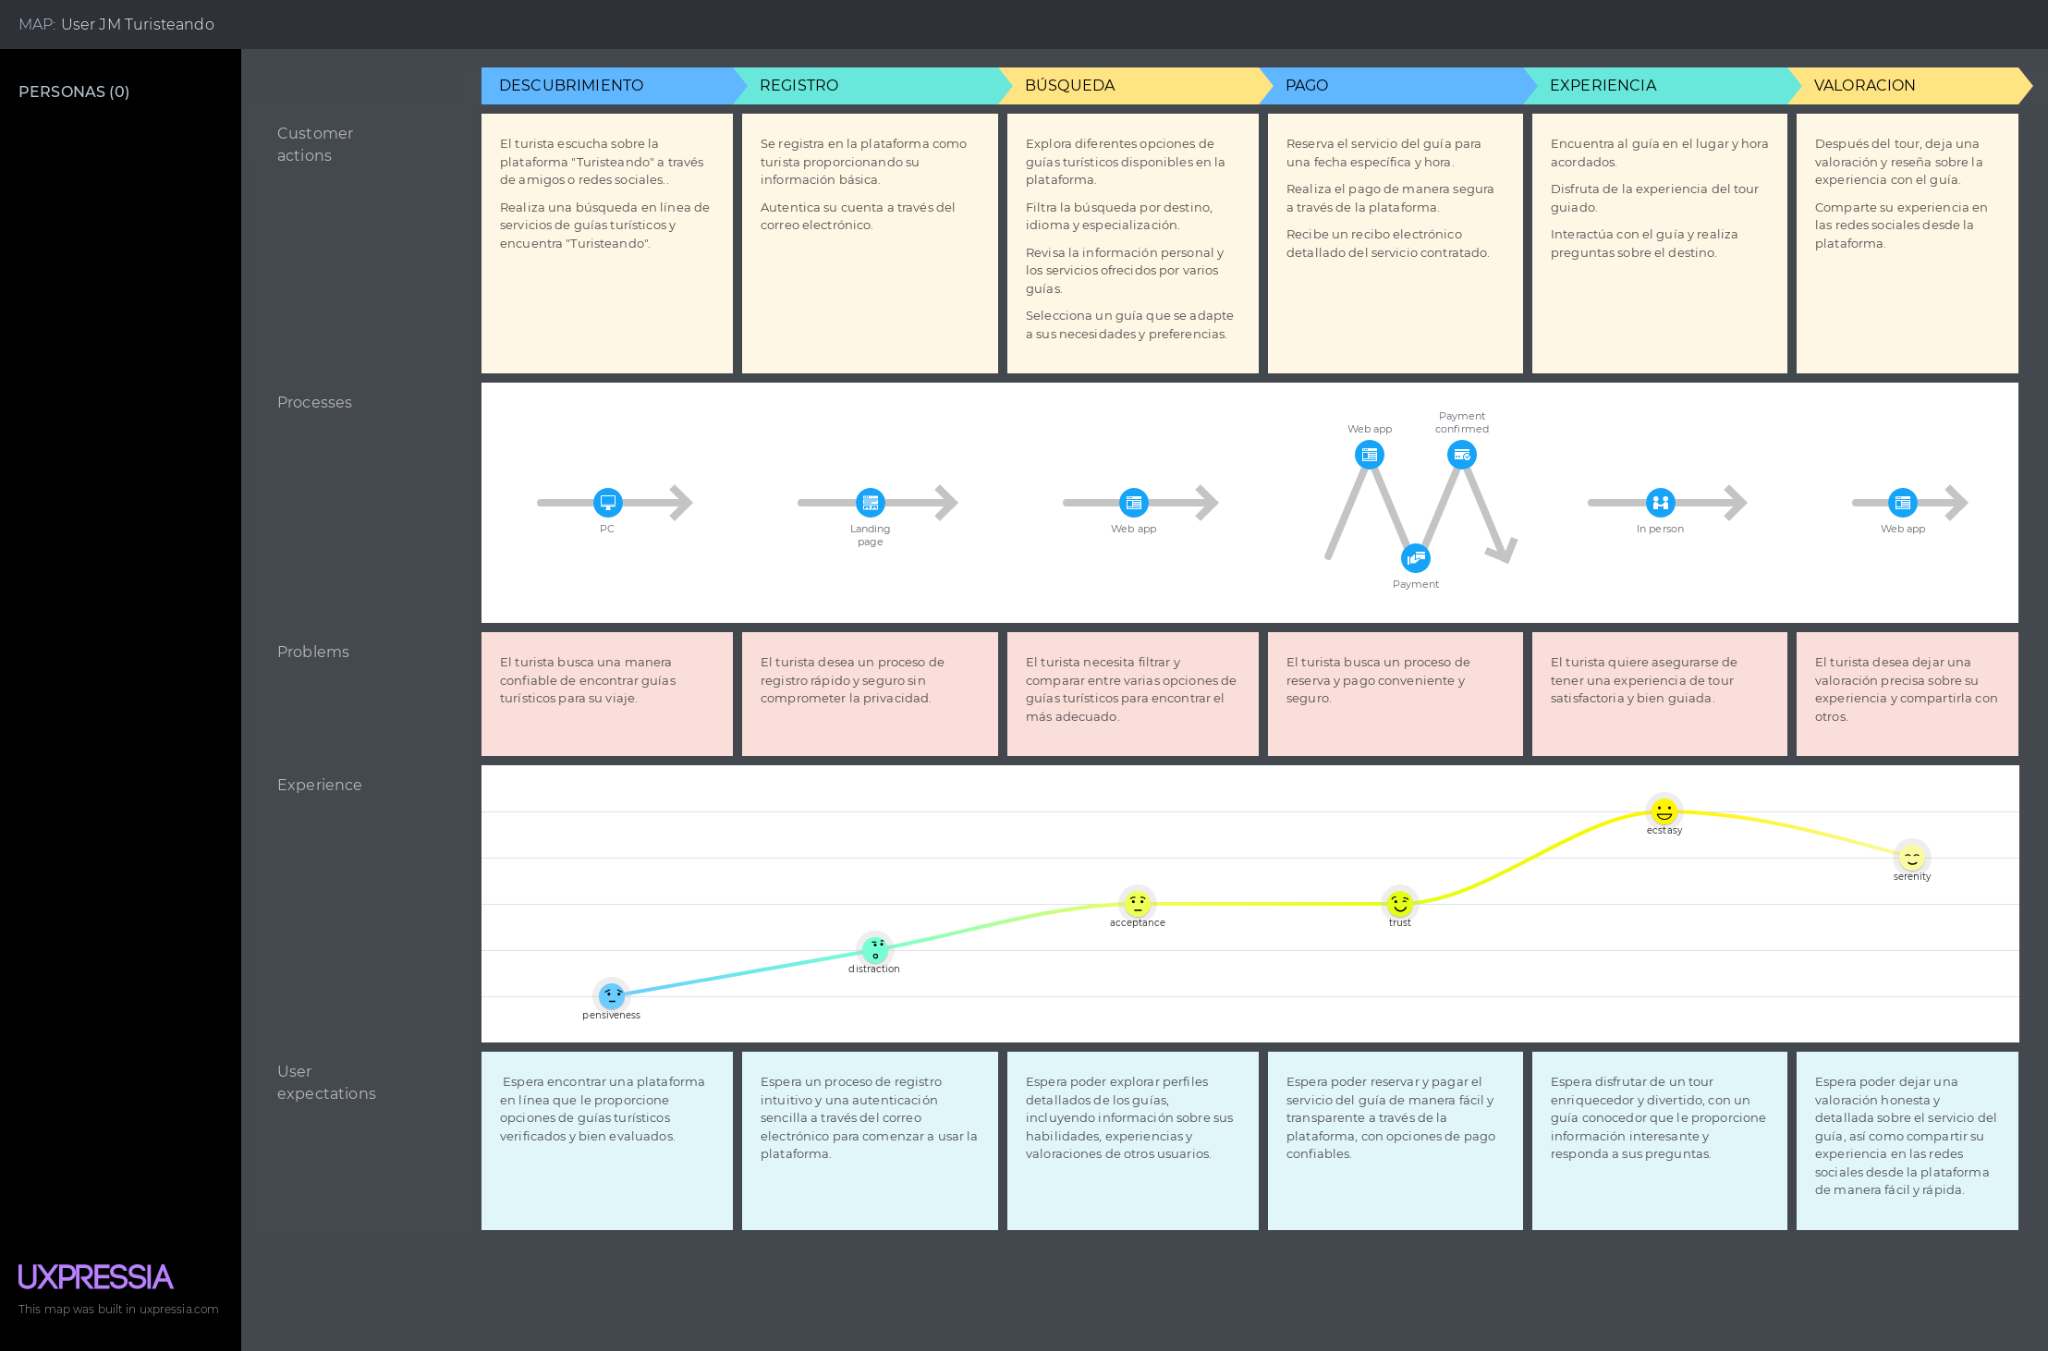 MAP: User JM Turisteando
PERSONAS (0)
DESCUBRIMIENTO
REGISTRO
BÚSQUEDA
PAGO
EXPERIENCIA
VALORACION
Customer
actions
El turista escucha sobre la
plataforma "Turisteando" a través
de amigos o redes sociales..
Realiza una búsqueda en línea de
servicios de guías turísticos y
encuentra "Turisteando".
Se registra en la plataforma como
turista proporcionando su
información básica.
Autentica su cuenta a través del
correo electrónico.
Explora diferentes opciones de
guías turísticos disponibles en la
plataforma.
Filtra la búsqueda por destino,
idioma y especialización.
Revisa la información personal y
los servicios ofrecidos por varios
guías.
Selecciona un guía que se adapte
a sus necesidades y preferencias.
Reserva el servicio del guía para
una fecha específica y hora.
Realiza el pago de manera segura
a través de la plataforma.
Recibe un recibo electrónico
detallado del servicio contratado.
Encuentra al guía en el lugar y hora
acordados.
Disfruta de la experiencia del tour
guiado.
Interactúa con el guía y realiza
preguntas sobre el destino.
Después del tour, deja una
valoración y reseña sobre la
experiencia con el guía.
Comparte su experiencia en
las redes sociales desde la
plataforma.
Processes
PC
Landing
page
Web app
Web app
Payment
Payment
confirmed
In person
Web app
Problems
El turista busca una manera
confiable de encontrar guías
turísticos para su viaje.
El turista desea un proceso de
registro rápido y seguro sin
comprometer la privacidad.
El turista necesita filtrar y
comparar entre varias opciones de
guías turísticos para encontrar el
más adecuado.
El turista busca un proceso de
reserva y pago conveniente y
seguro.
El turista quiere asegurarse de
tener una experiencia de tour
satisfactoria y bien guiada.
El turista desea dejar una
valoración precisa sobre su
experiencia y compartirla con
otros.
Experience
pensiveness
distraction
acceptance
trust
ecstasy
serenity
User
expectations
Espera encontrar una plataforma
en línea que le proporcione
opciones de guías turísticos
verificados y bien evaluados.
Espera un proceso de registro
intuitivo y una autenticación
sencilla a través del correo
electrónico para comenzar a usar la
plataforma.
Espera poder explorar perfiles
detallados de los guías,
incluyendo información sobre sus
habilidades, experiencias y
valoraciones de otros usuarios.
Espera poder reservar y pagar el
servicio del guía de manera fácil y
transparente a través de la
plataforma, con opciones de pago
confiables.
Espera disfrutar de un tour
enriquecedor y divertido, con un
guía conocedor que le proporcione
información interesante y
responda a sus preguntas.
Espera poder dejar una
valoración honesta y
detallada sobre el servicio del
guía, así como compartir su
experiencia en las redes
sociales desde la plataforma
de manera fácil y rápida.
UXPRESSIA
This map was built in uxpressia.com